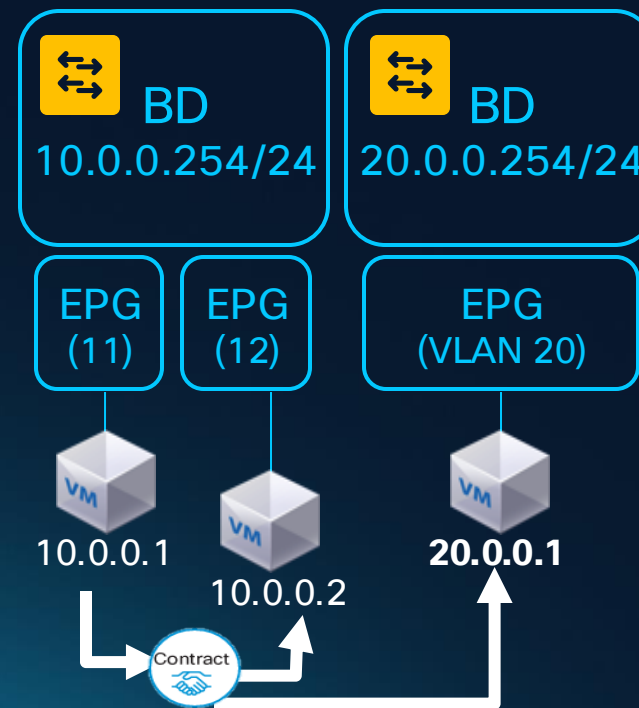 BD
10.0.0.254/24
BD
20.0.0.254/24
EPG
(11)
EPG
(12)
EPG
(VLAN 20)
VM
VM
VM
10.0.0.1
10.0.0.2
20.0.0.1
Contract